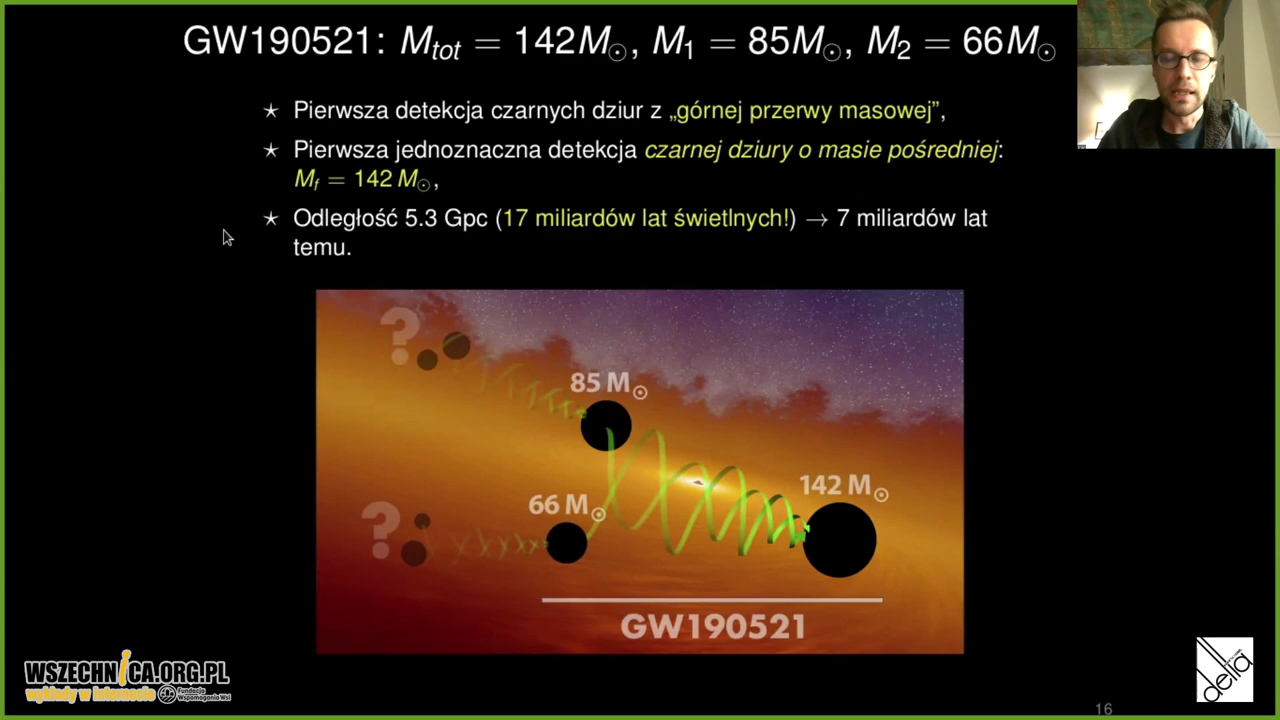 GW190521: M_tot = 142M_⊙, M_1 = 85M_⊙, M_2 = 66M_⊙
★ Pierwsza detekcja czarnych dziur z „górnej przerwy masowej”,
★ Pierwsza jednoznaczna detekcja czarnej dziury o masie pośredniej:
M_f = 142 M_⊙,
★ Odległość 5.3 Gpc (17 miliardów lat świetlnych!) → 7 miliardów lat
temu.
?
85 M_⊙
142 M_⊙
66 M_⊙
?
GW190521
WSZECHNICA.ORG.PL
wykłady w internecie
Fundacja
Wspomagania Wsi
delta
16